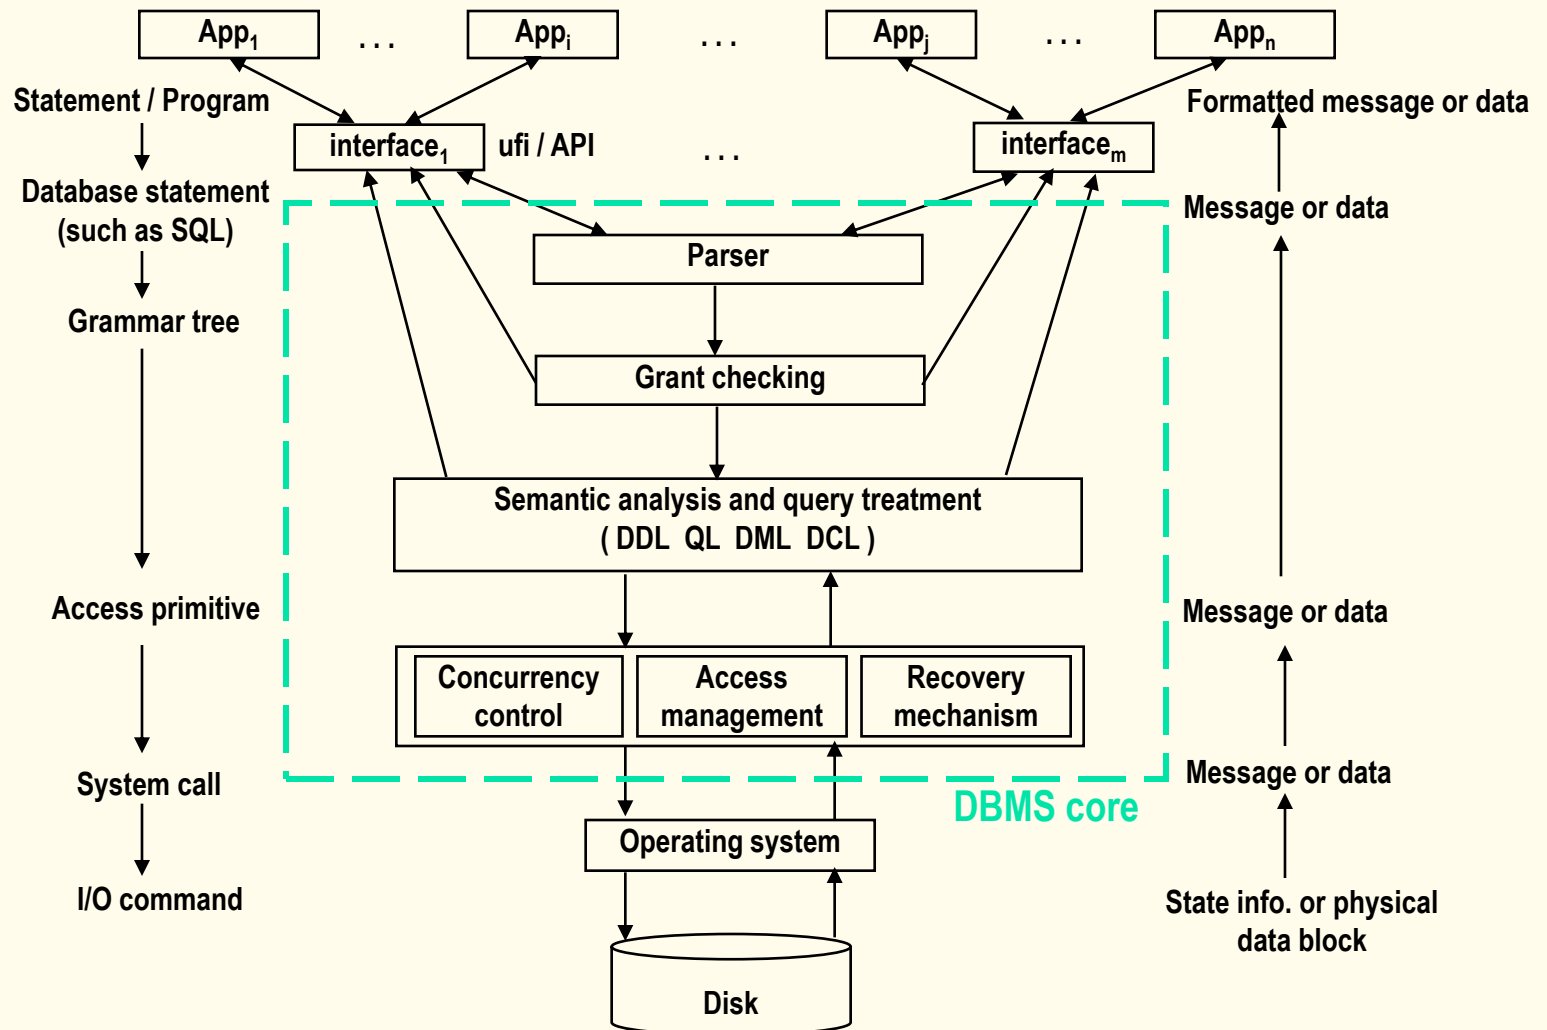 App1 ... Appi ... Appj ... Appn
Statement / Program
Formatted message or data
interface1 ufi / API ... interfacem
Database statement
(such as SQL)
Message or data
Parser
Grammar tree
Grant checking
Semantic analysis and query treatment
( DDL QL DML DCL )
Access primitive
Message or data
Concurrency
control
Access
management
Recovery
mechanism
System call
Message or data
DBMS core
Operating system
I/O command
State info. or physical
data block
Disk